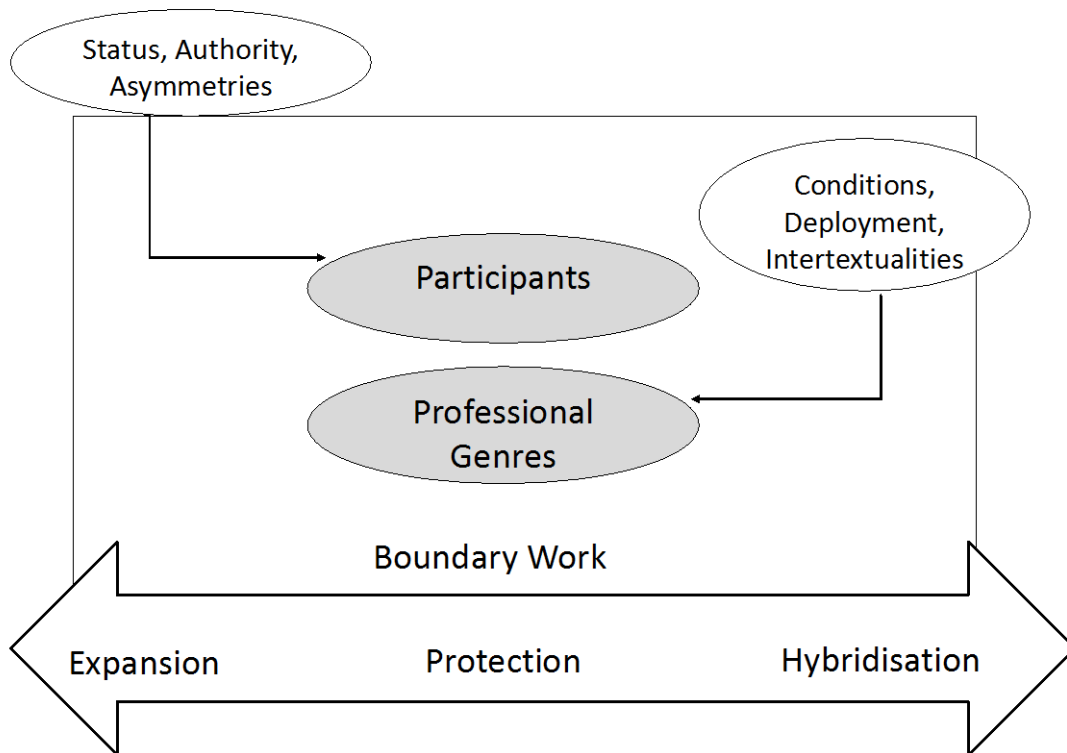 Status, Authority,
Asymmetries
Conditions,
Deployment,
Intertextualities
Participants
Professional
Genres
Boundary Work
Expansion
Protection
Hybridisation